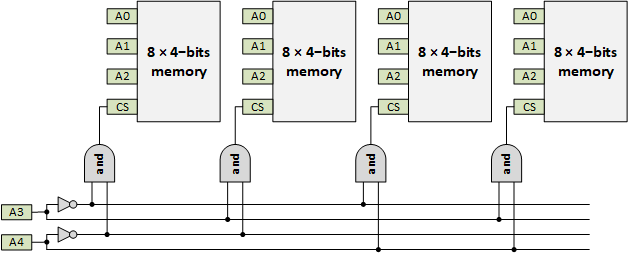 A0 A0 A0 A0
A1 8 × 4−bits A1 8 × 4−bits A1 8 × 4−bits A1 8 × 4−bits
A2 memory A2 memory A2 memory A2 memory
CS CS CS CS
and and and and
A3
A4